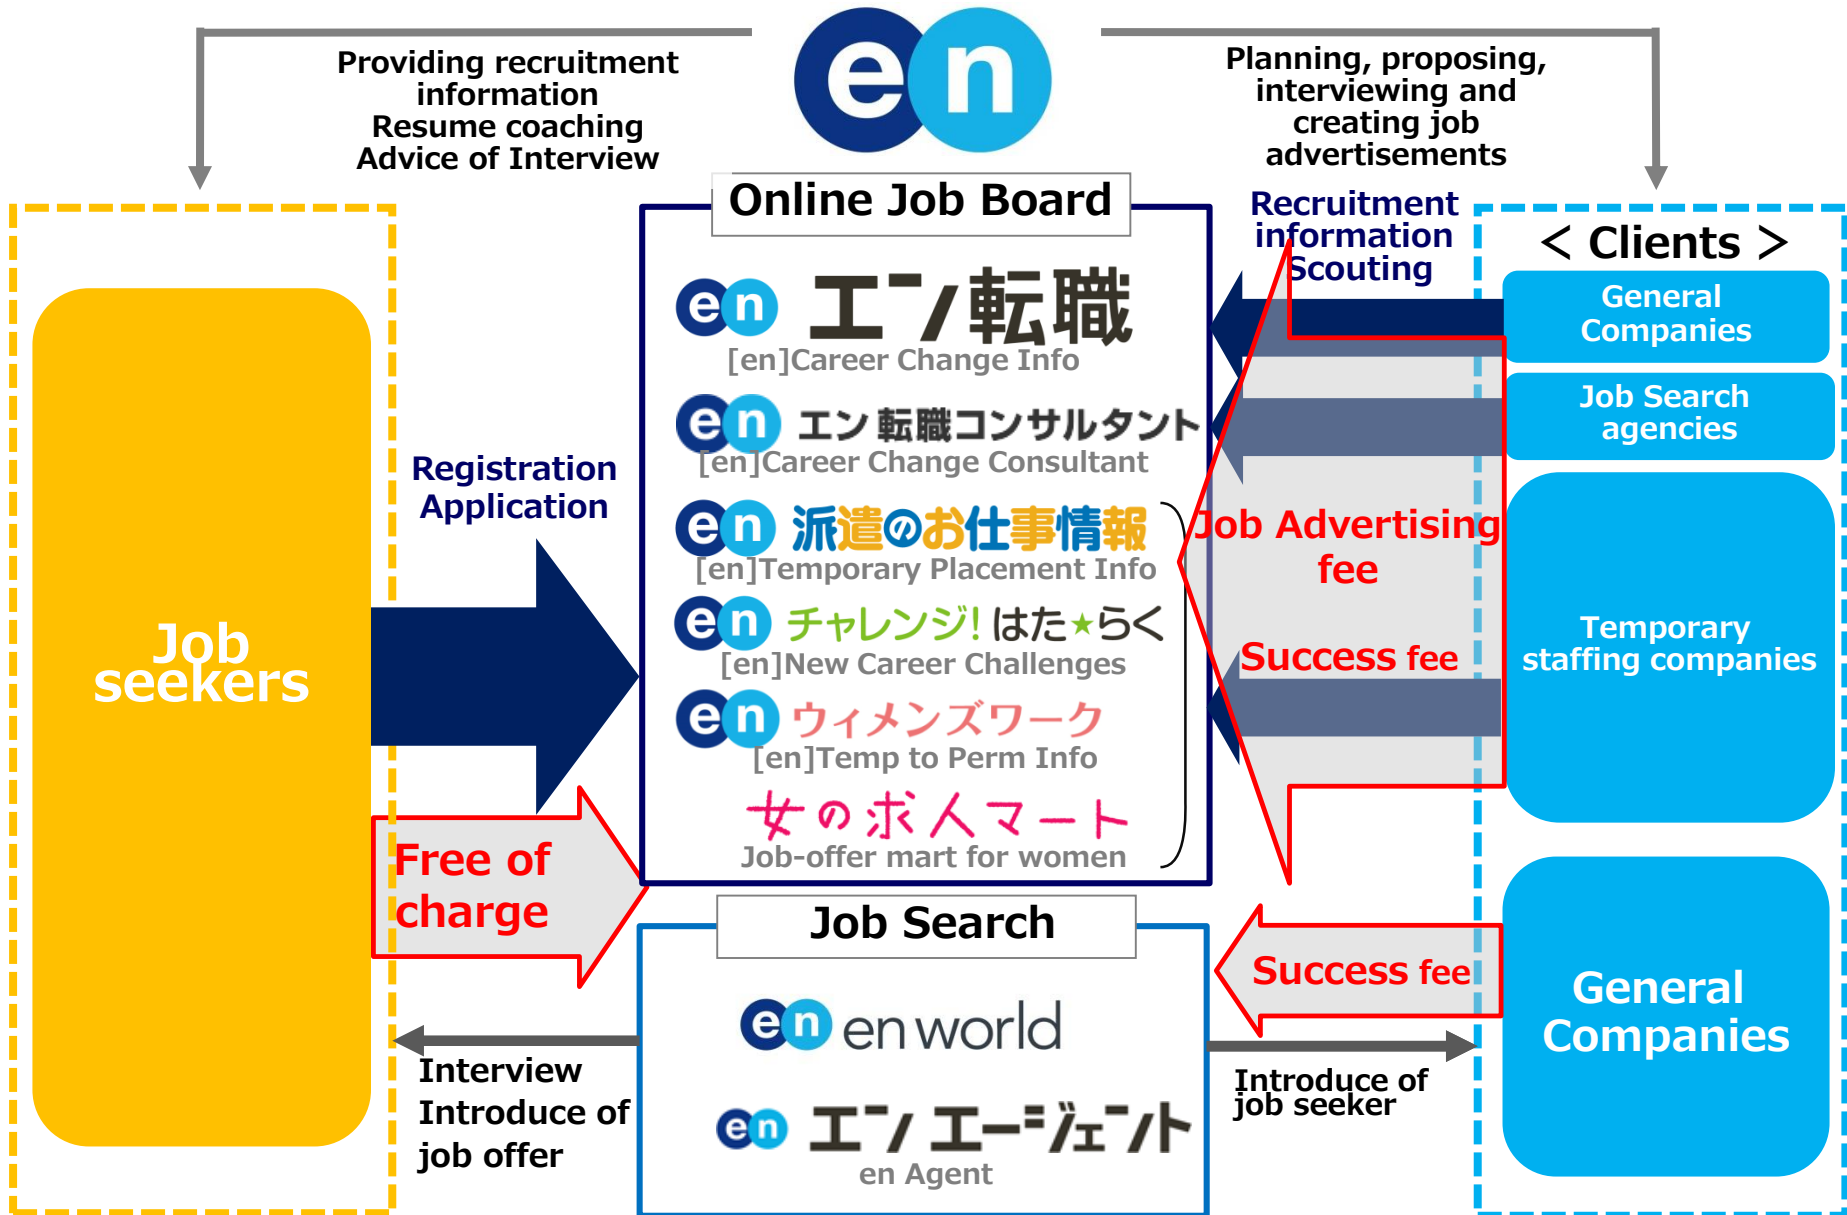 en
Providing recruitment
information
Resume coaching
Advice of Interview
Planning, proposing,
interviewing and
creating job
advertisements
Online Job Board
en エン転職
[en]Career Change Info
en エン 転職コンサルタント
[en]Career Change Consultant
en 派遣のお仕事情報
[en]Temporary Placement Info
en チャレンジ! はた★らく
[en]New Career Challenges
en ウィメンズワーク
[en]Temp to Perm Info
女の求人マート
Job-offer mart for women
Job
seekers
Registration
Application
Free of
charge
Recruitment
information
Scouting
Job Advertising
fee
Success fee
< Clients >
General
Companies
Job Search
agencies
Temporary
staffing companies
General
Companies
Job Search
en en world
en エン エージェント
en Agent
Interview
Introduce of
job offer
Success fee
Introduce of
job seeker